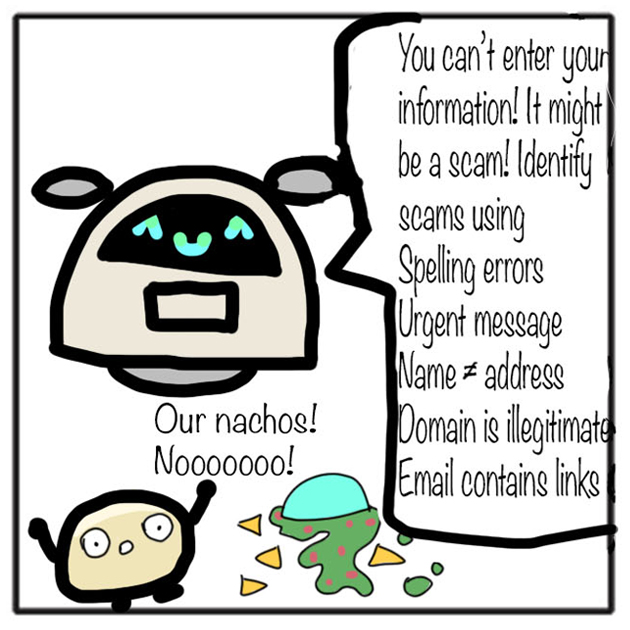 You can't enter your
information! It might
be a scam! Identify
scams using
Spelling errors
Urgent message
Name ≠ address
Domain is illegitimate
Email contains links
Our nachos!
Nooooooo!